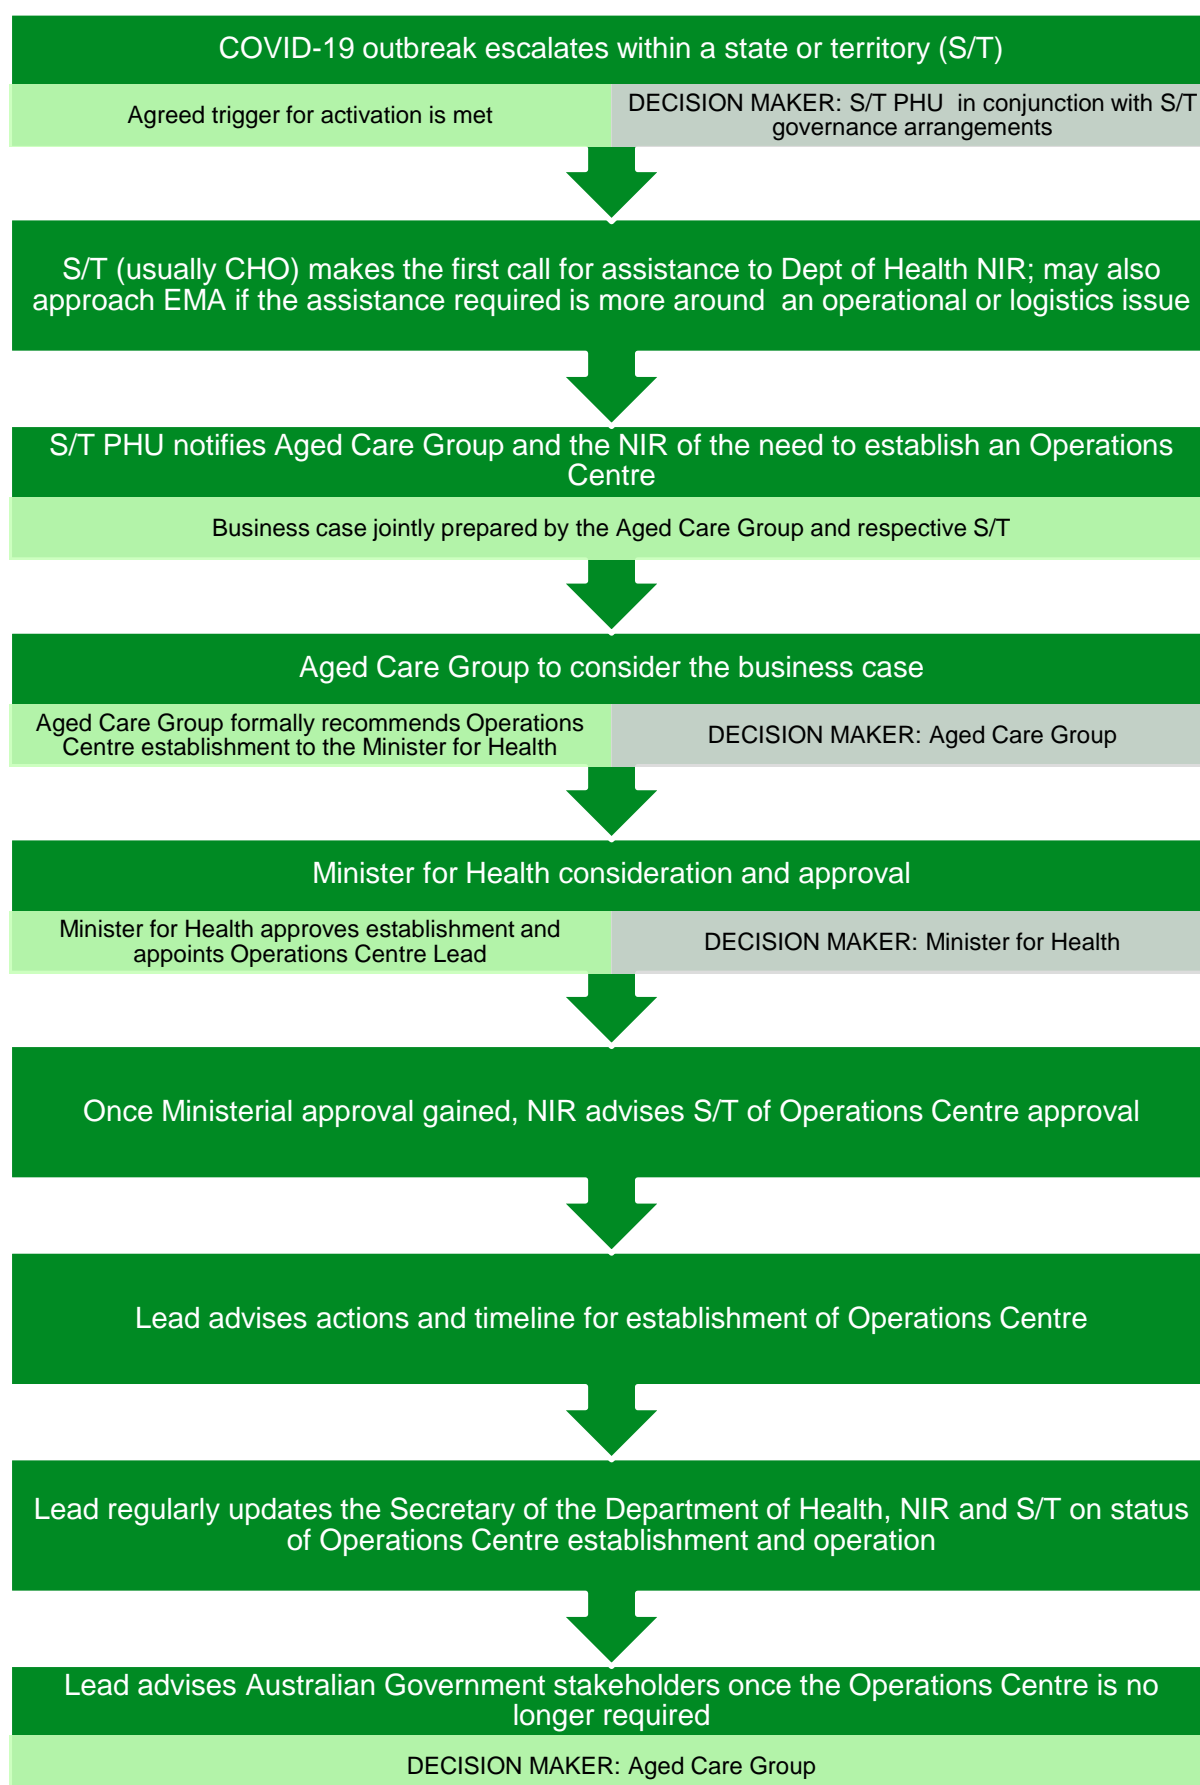 COVID-19 outbreak escalates within a state or territory (S/T)
Agreed trigger for activation is met
DECISION MAKER: S/T PHU in conjunction with S/T
governance arrangements
S/T (usually CHO) makes the first call for assistance to Dept of Health NIR; may also
approach EMA if the assistance required is more around an operational or logistics issue
S/T PHU notifies Aged Care Group and the NIR of the need to establish an Operations
Centre
Business case jointly prepared by the Aged Care Group and respective S/T
Aged Care Group to consider the business case
Aged Care Group formally recommends Operations
Centre establishment to the Minister for Health
DECISION MAKER: Aged Care Group
Minister for Health consideration and approval
Minister for Health approves establishment and
appoints Operations Centre Lead
DECISION MAKER: Minister for Health
Once Ministerial approval gained, NIR advises S/T of Operations Centre approval
Lead advises actions and timeline for establishment of Operations Centre
Lead regularly updates the Secretary of the Department of Health, NIR and S/T on status
of Operations Centre establishment and operation
Lead advises Australian Government stakeholders once the Operations Centre is no
longer required
DECISION MAKER: Aged Care Group